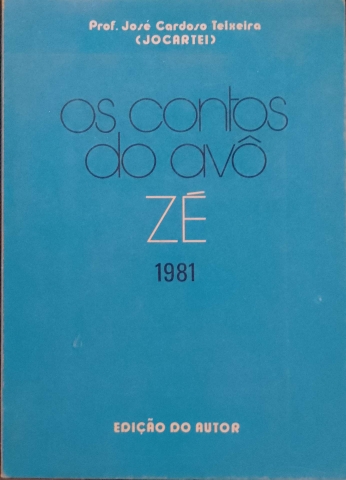 Prof. José Cardoso Teixeira
(JOCARTEI)
os contos
do avô
ZÉ
1981
EDIÇÃO DO AUTOR